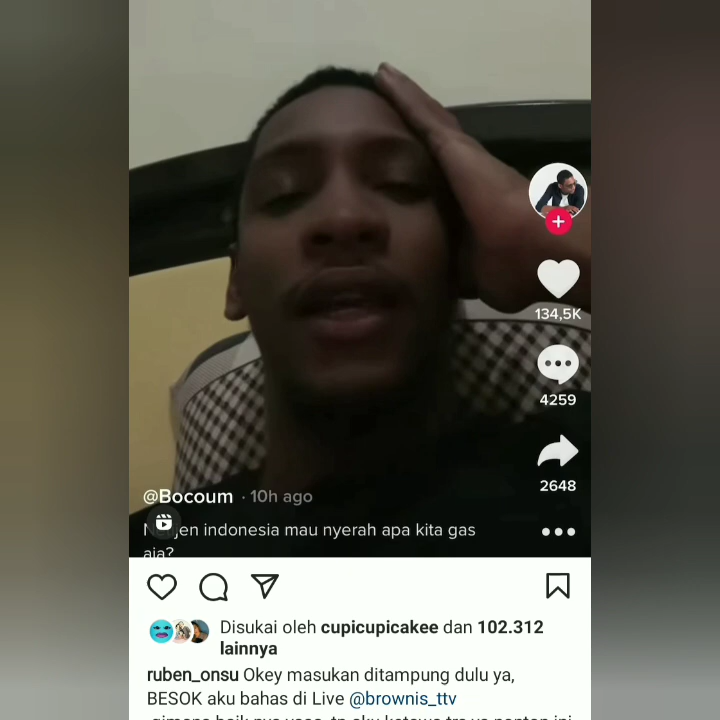 134,5K
4259
2648
@Bocoum · 10h ago
indonesia mau nyerah apa kita gas
aja?
Disukai oleh cupicupicakee dan 102.312
lainnya
ruben_onsu Okey masukan ditampung dulu ya,
BESOK aku bahas di Live @brownis_ttv